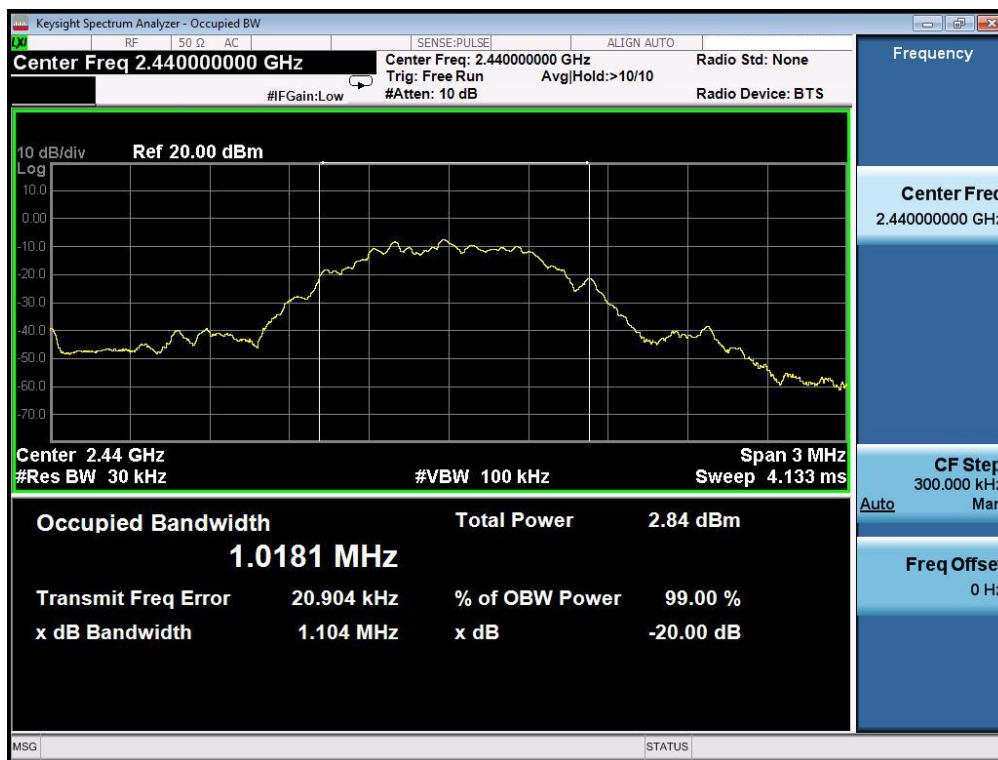 Keysight Spectrum Analyzer - Occupied BW
LXI RF 50 Ω AC SENSE:PULSE ALIGN AUTO
Center Freq 2.440000000 GHz
Center Freq: 2.440000000 GHz Radio Std: None
Trig: Free Run Avg|Hold:>10/10
#IFGain:Low #Atten: 10 dB Radio Device: BTS
10 dB/div Ref 20.00 dBm
Log
10.0
0.00
-10.0
-20.0
-30.0
-40.0
-50.0
-60.0
-70.0
Center 2.44 GHz Span 3 MHz
#Res BW 30 kHz #VBW 100 kHz Sweep 4.133 ms
Occupied Bandwidth Total Power 2.84 dBm
1.0181 MHz
Transmit Freq Error 20.904 kHz % of OBW Power 99.00 %
x dB Bandwidth 1.104 MHz x dB -20.00 dB
MSG STATUS
Frequency
Center Freq
2.440000000 GHz
CF Step
300.000 kHz
Auto Man
Freq Offset
0 Hz